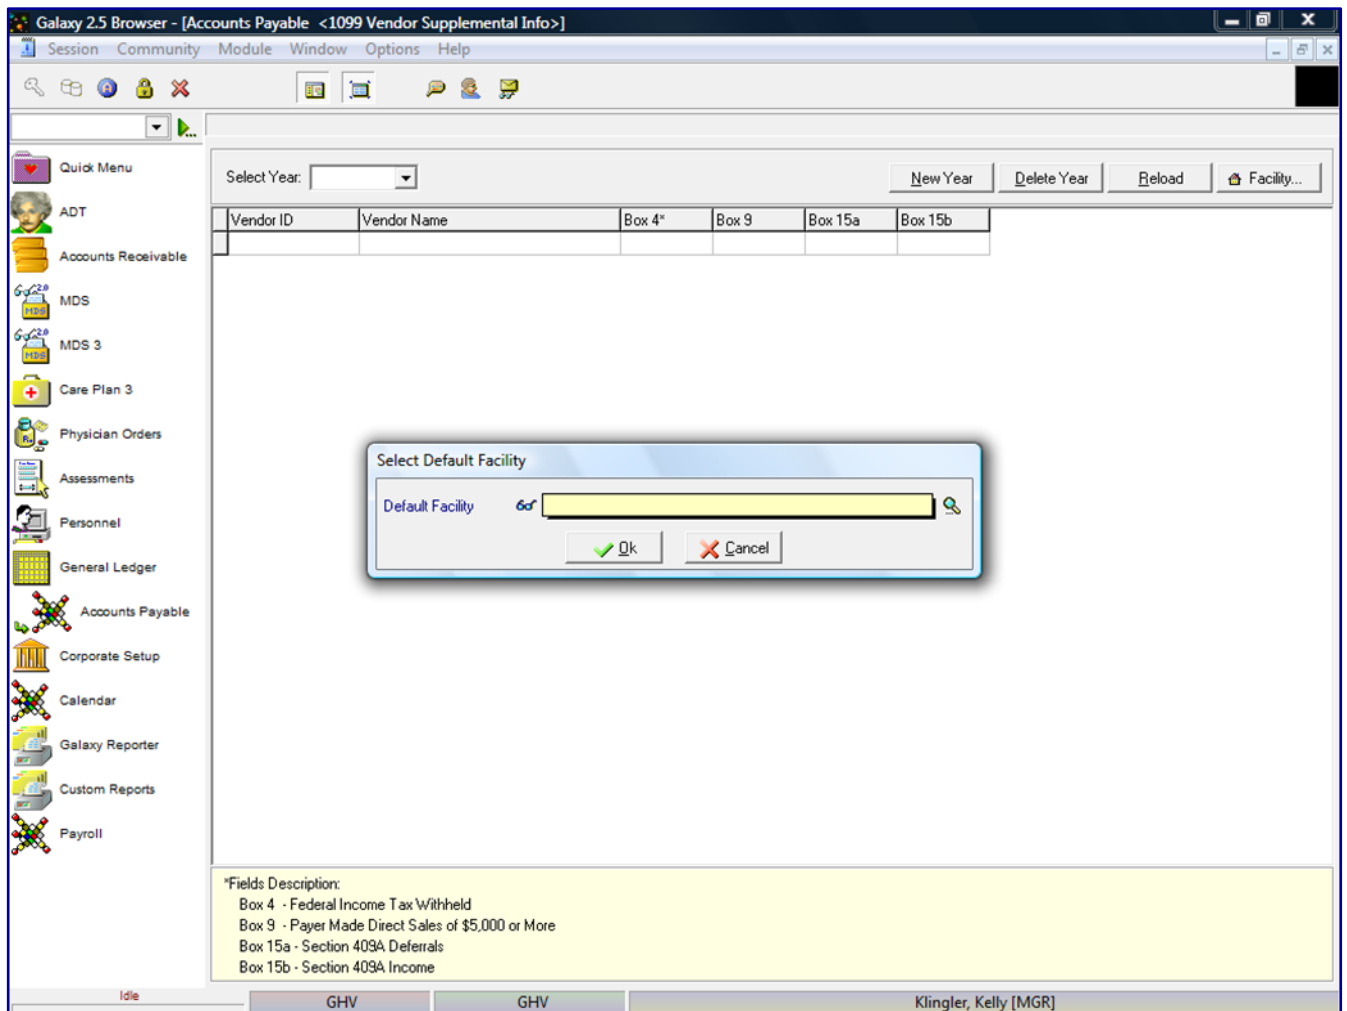 Galaxy 2.5 Browser - [Accounts Payable <1099 Vendor Supplemental Info>]
Session Community Module Window Options Help
Quick Menu
ADT
Accounts Receivable
MDS
MDS 3
Care Plan 3
Physician Orders
Assessments
Personnel
General Ledger
Accounts Payable
Corporate Setup
Calendar
Galaxy Reporter
Custom Reports
Payroll
Select Year:
New Year Delete Year Reload Facility...
Vendor ID Vendor Name Box 4* Box 9 Box 15a Box 15b
Select Default Facility
Default Facility
Ok Cancel
*Fields Description:
Box 4 - Federal Income Tax Withheld
Box 9 - Payer Made Direct Sales of $5,000 or More
Box 15a - Section 409A Deferrals
Box 15b - Section 409A Income
Idle GHV GHV Klingler, Kelly [MGR]